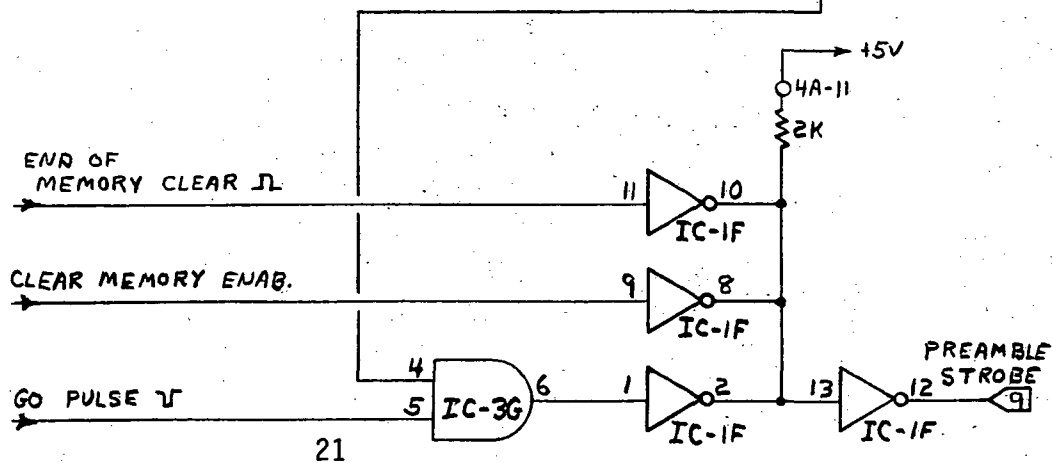 +5V
4A-11
2K
END OF
MEMORY CLEAR
11
10
IC-1F
CLEAR MEMORY ENAB.
9
8
IC-1F
GO PULSE
4
5
IC-3G
6
1
2
IC-1F
13
12
IC-1F
PREAMBLE
STROBE
9
21